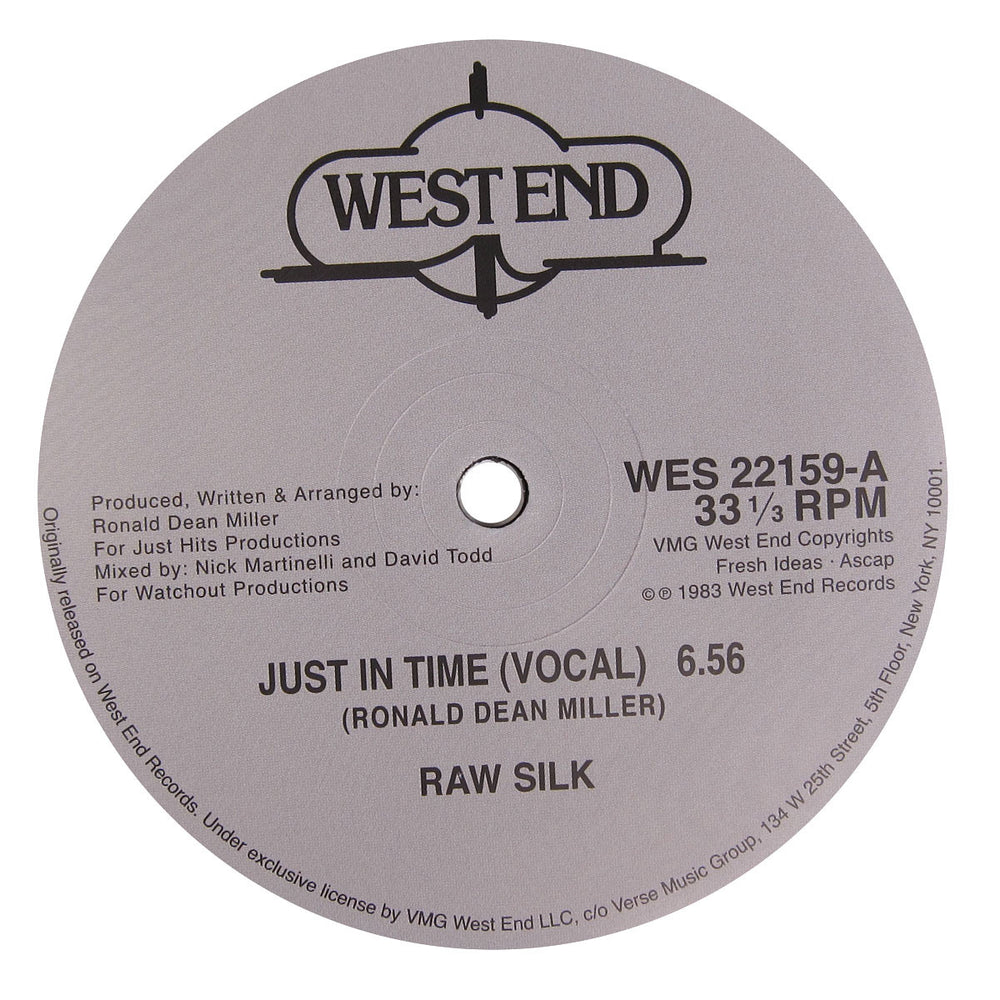 WEST END
WES 22159-A
33 1/3 RPM
VMG West End Copyrights
Fresh Ideas · Ascap
© ℗ 1983 West End Records
Produced, Written & Arranged by:
Ronald Dean Miller
For Just Hits Productions
Mixed by: Nick Martinelli and David Todd
For Watchout Productions
JUST IN TIME (VOCAL) 6.56
(RONALD DEAN MILLER)
RAW SILK
Originally released on West End Records. Under exclusive license by VMG West End LLC, c/o Verse Music Group, 134 W 25th Street, 5th Floor, New York, NY 10001.